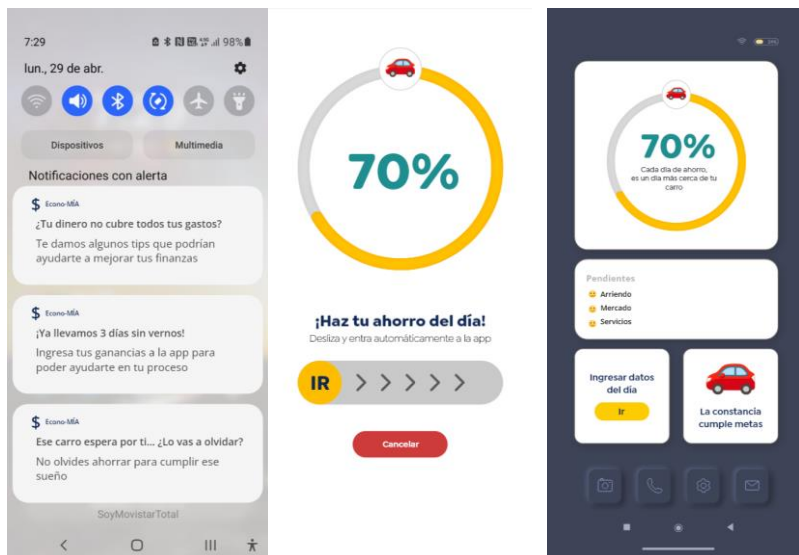 7:29
98%
lun., 29 de abr.
Dispositivos
Multimedia
Notificaciones con alerta
$ Econo-MÍA
¿Tu dinero no cubre todos tus gastos?
Te damos algunos tips que podrían
ayudarte a mejorar tus finanzas
$ Econo-MÍA
¡Ya llevamos 3 días sin vernos!
Ingresa tus ganancias a la app para
poder ayudarte en tu proceso
$ Econo-MÍA
Ese carro espera por ti... ¿Lo vas a olvidar?
No olvides ahorrar para cumplir ese
sueño
SoyMovistarTotal
70%
¡Haz tu ahorro del día!
Desliza y entra automáticamente a la app
IR
Cancelar
70%
Cada día de ahorro,
es un día más cerca de tu
carro
Pendientes
Arriendo
Mercado
Servicios
Ingresar datos
del día
Ir
La constancia
cumple metas